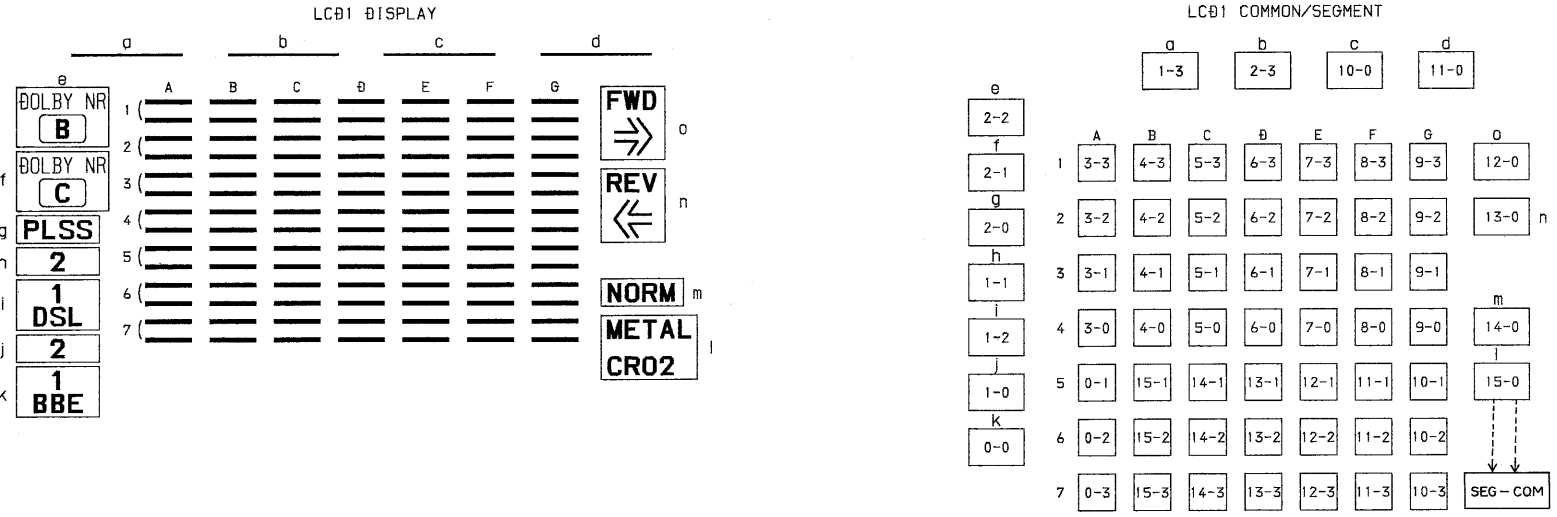 LCD1 DISPLAY
a b c d
e
A B C D E F G
DOLBY NR
B
1 (
2 (
3 (
4 (
5 (
6 (
7 (
FWD
o
f
DOLBY NR
C
REV
n
g
PLSS
h
2
i
1
DSL
NORM
m
j
2
METAL
CRO2
l
k
1
BBE
LCD1 COMMON/SEGMENT
a b c d
1-3 2-3 10-0 11-0
e
2-2
f
2-1
g
2-0
h
1-1
i
1-2
j
1-0
k
0-0
A B C D E F G O
1 3-3 4-3 5-3 6-3 7-3 8-3 9-3 12-0
2 3-2 4-2 5-2 6-2 7-2 8-2 9-2 13-0 n
3 3-1 4-1 5-1 6-1 7-1 8-1 9-1
m
4 3-0 4-0 5-0 6-0 7-0 8-0 9-0 14-0
l
5 0-1 15-1 14-1 13-1 12-1 11-1 10-1 15-0
6 0-2 15-2 14-2 13-2 12-2 11-2 10-2
7 0-3 15-3 14-3 13-3 12-3 11-3 10-3 SEG-COM